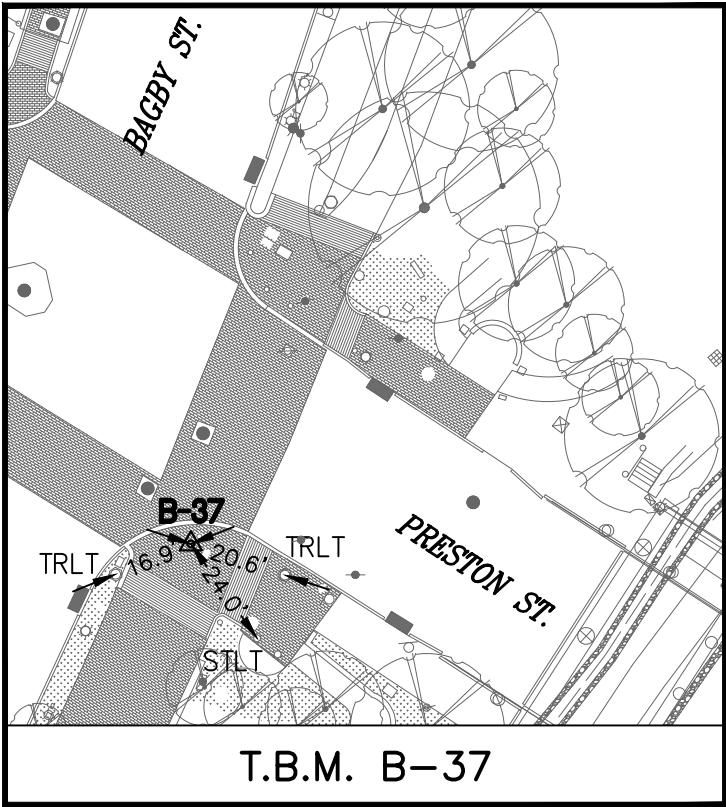 BAGBY ST.
PRESTON ST.
B-37
TRLT
16.9'
20.6'
TRLT
24.0'
STLT
T.B.M. B-37